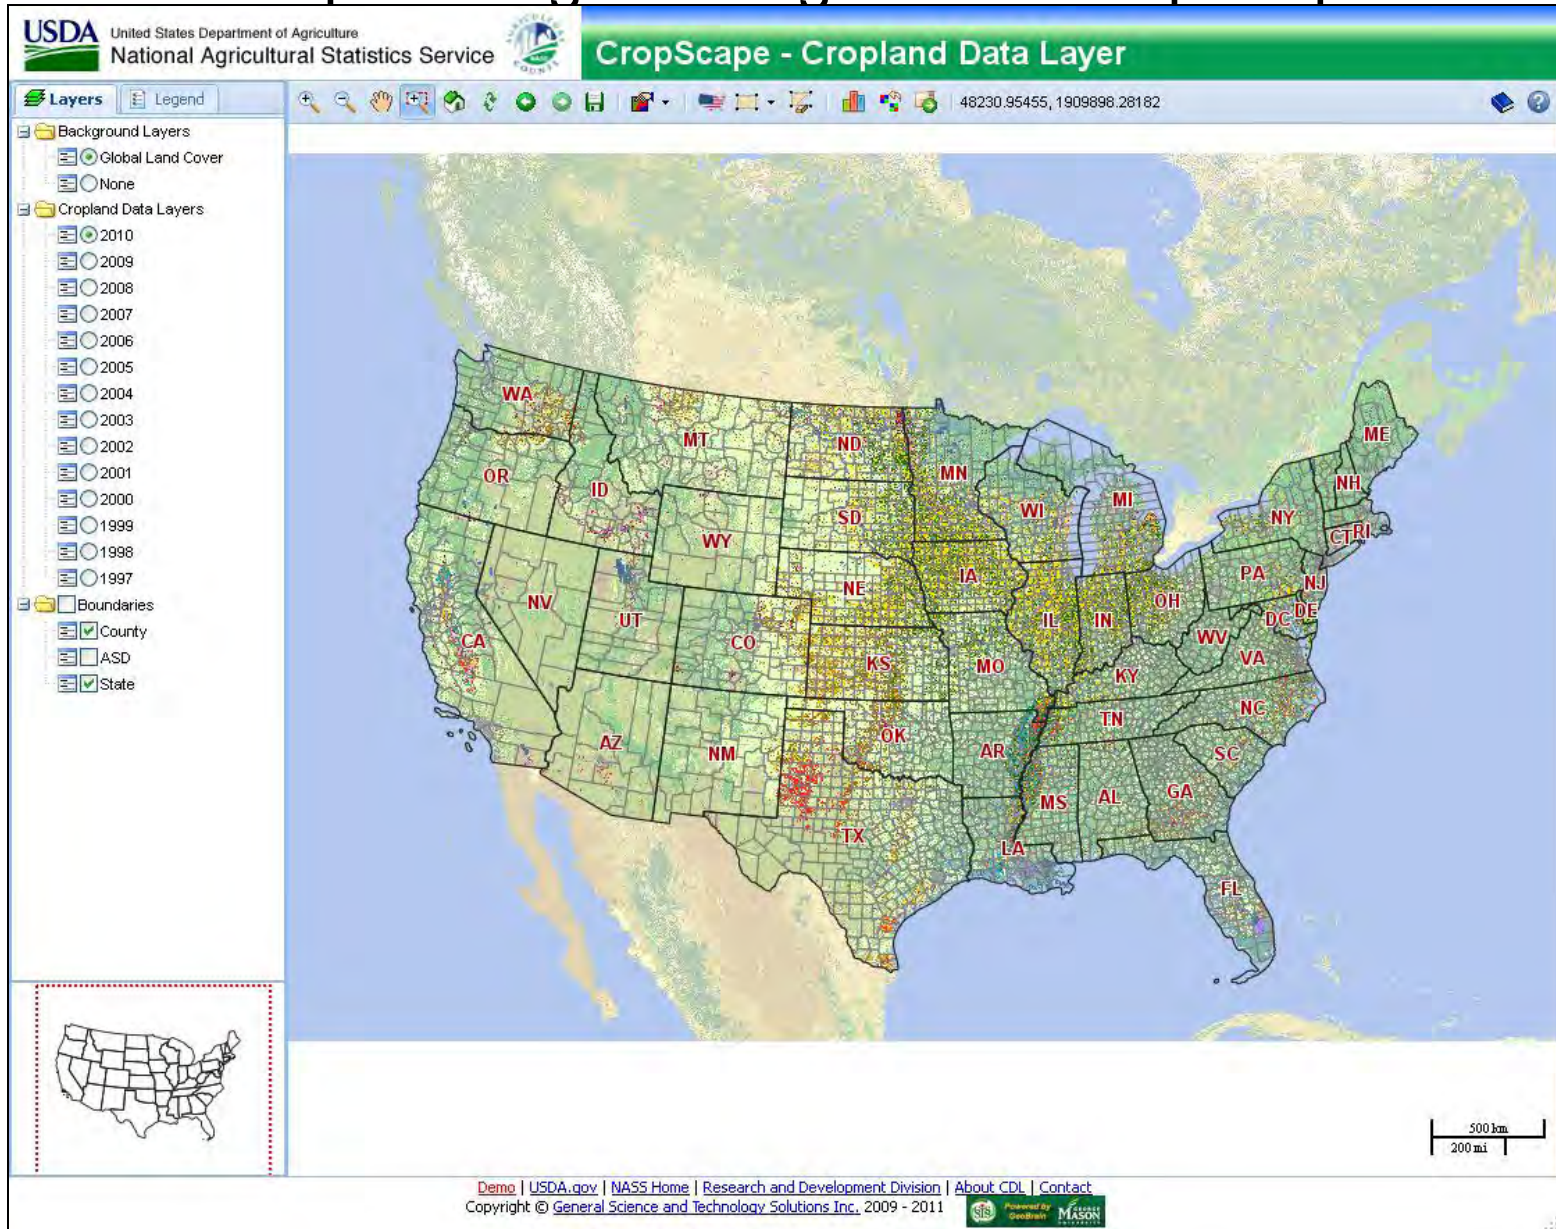 USDA United States Department of Agriculture
National Agricultural Statistics Service
CropScape - Cropland Data Layer
Layers Legend
48230.95455, 1909898.28182
Background Layers
Global Land Cover
None
Cropland Data Layers
2010
2009
2008
2007
2006
2005
2004
2003
2002
2001
2000
1999
1998
1997
Boundaries
County
ASD
State
WA
MT
ND
MN
ME
OR
ID
SD
WI
MI
NH
NY
WY
CT RI
NE
IA
PA
NJ
NV
UT
CO
IL
IN
OH
DC DE
WV
CA
KS
MO
VA
KY
NC
TN
AZ
NM
OK
AR
SC
MS
AL
GA
TX
LA
FL
500 km
200 mi
Demo | USDA.gov | NASS Home | Research and Development Division | About CDL | Contact
Copyright © General Science and Technology Solutions Inc. 2009 - 2011
Powered by
GeoBrain
MASON